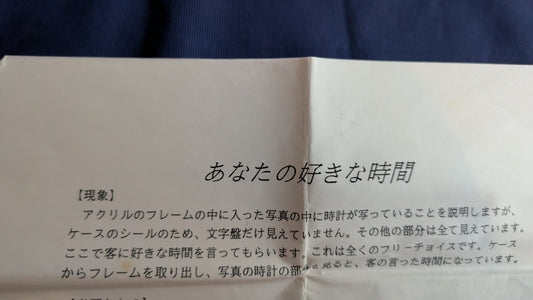 あなたの好きな時間
【現象】
アクリルのフレームの中に入った写真の中に時計が写っていることを説明しますが、
ケースのシールのため、文字盤だけ見えていません。その他の部分は全て見えています。
ここで客に好きな時間を言ってもらいます。これは全くのフリーチョイスです。ケース
からフレームを取り出し、写真の時計の部分を見ると、客の言った時間になっています。